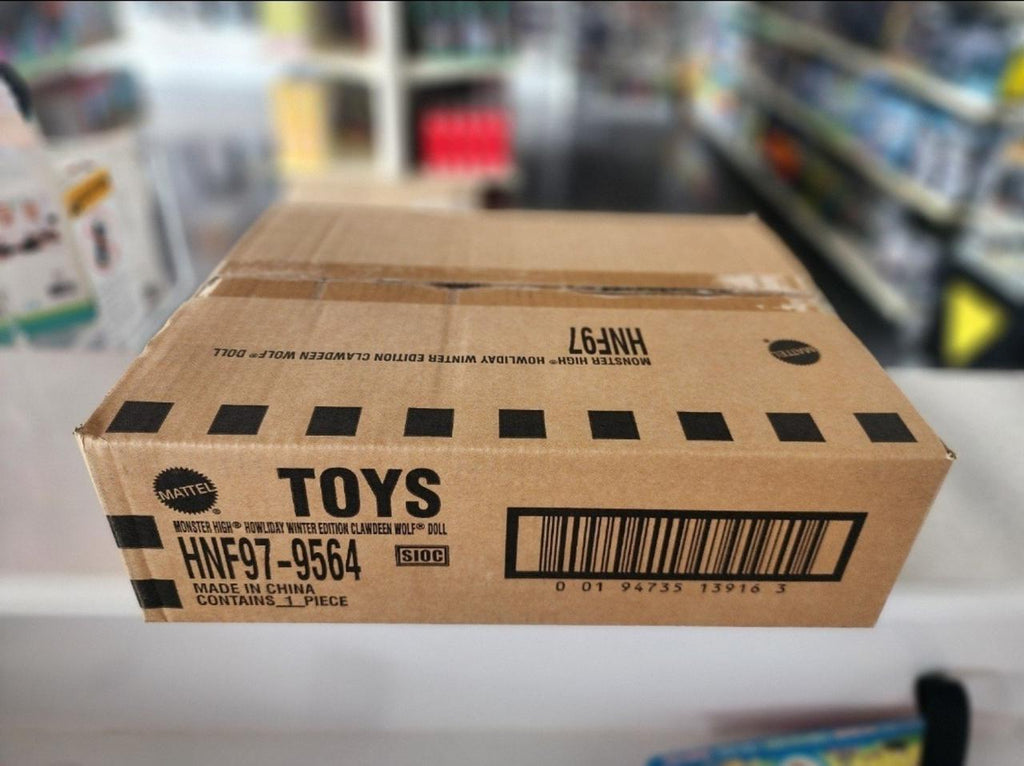 MATTEL
HNF97
MONSTER HIGH® HOWLIDAY WINTER EDITION CLAWDEEN WOLF® DOLL
MATTEL®
TOYS
MONSTER HIGH® HOWLIDAY WINTER EDITION CLAWDEEN WOLF® DOLL
HNF97-9564
SIOC
MADE IN CHINA
CONTAINS 1 PIECE
0 01 94735 13916 3